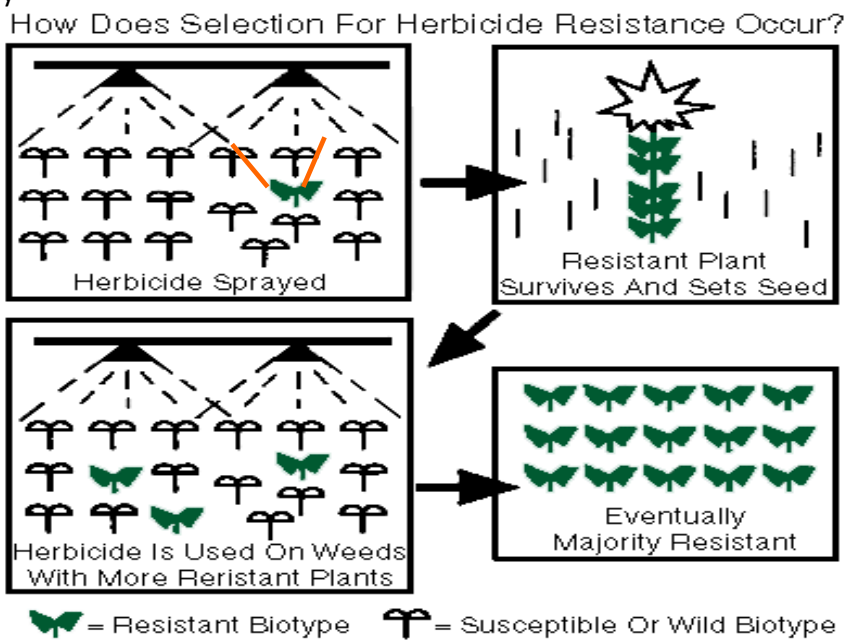 How Does Selection For Herbicide Resistance Occur?
Herbicide Sprayed
Resistant Plant
Survives And Sets Seed
Herbicide Is Used On Weeds
With More Reristant Plants
Eventually
Majority Resistant
= Resistant Biotype
= Susceptible Or Wild Biotype